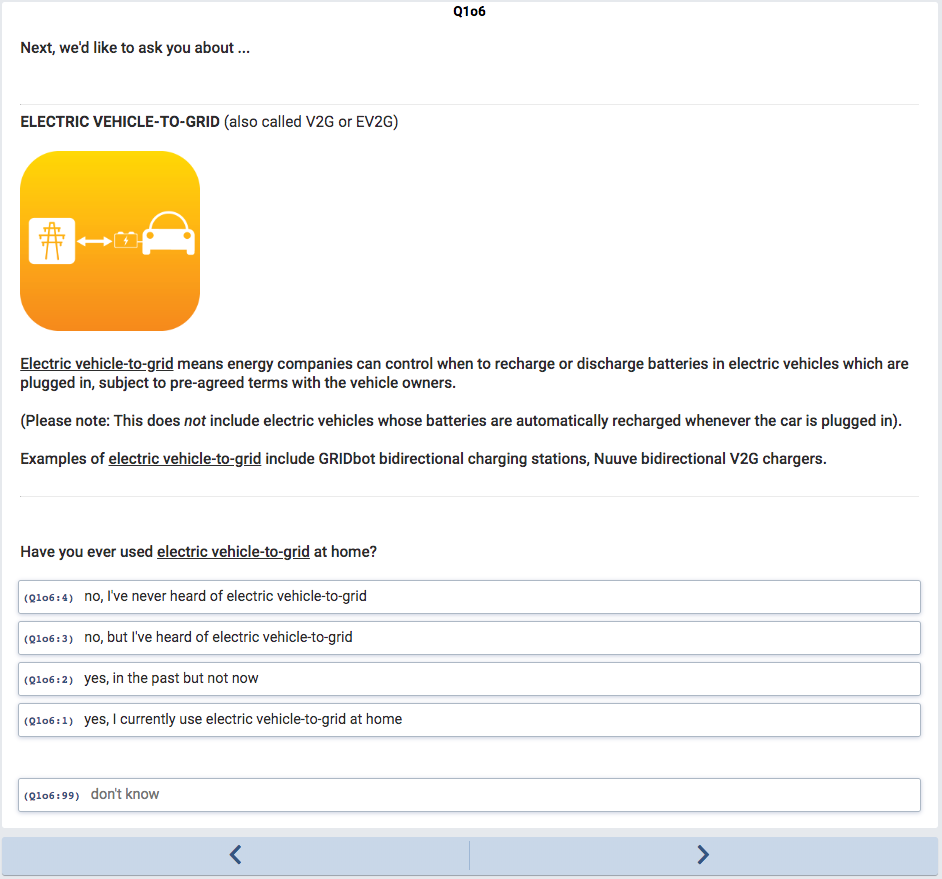 Q1o6
Next, we'd like to ask you about ...
ELECTRIC VEHICLE-TO-GRID (also called V2G or EV2G)
Electric vehicle-to-grid means energy companies can control when to recharge or discharge batteries in electric vehicles which are
plugged in, subject to pre-agreed terms with the vehicle owners.
(Please note: This does not include electric vehicles whose batteries are automatically recharged whenever the car is plugged in).
Examples of electric vehicle-to-grid include GRIDbot bidirectional charging stations, Nuuve bidirectional V2G chargers.
Have you ever used electric vehicle-to-grid at home?
(Q1o6:4) no, I've never heard of electric vehicle-to-grid
(Q1o6:3) no, but I've heard of electric vehicle-to-grid
(Q1o6:2) yes, in the past but not now
(Q1o6:1) yes, I currently use electric vehicle-to-grid at home
(Q1o6:99) don't know